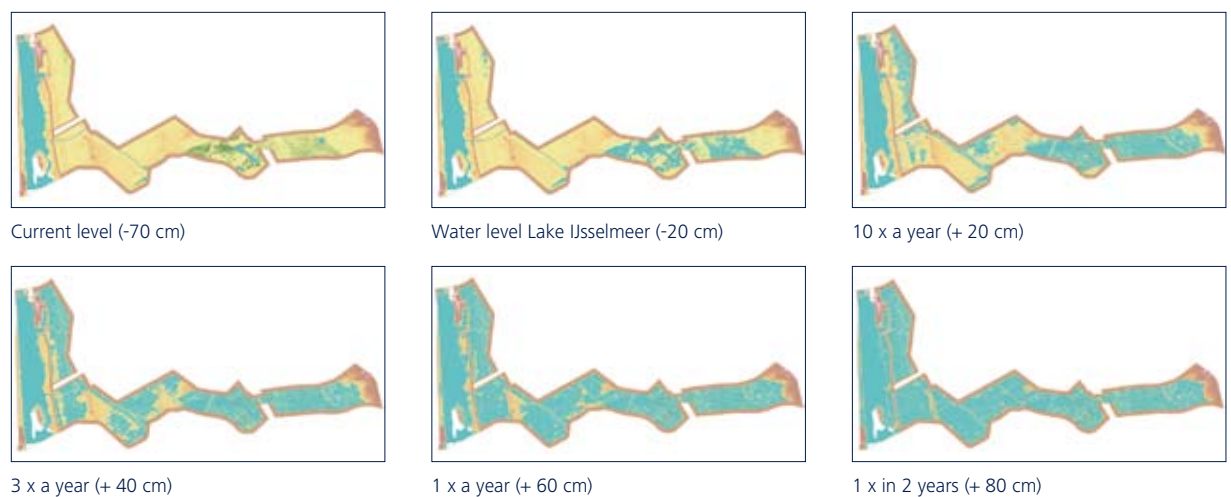 Current level (-70 cm)
Water level Lake IJsselmeer (-20 cm)
10 x a year (+ 20 cm)
3 x a year (+ 40 cm)
1 x a year (+ 60 cm)
1 x in 2 years (+ 80 cm)